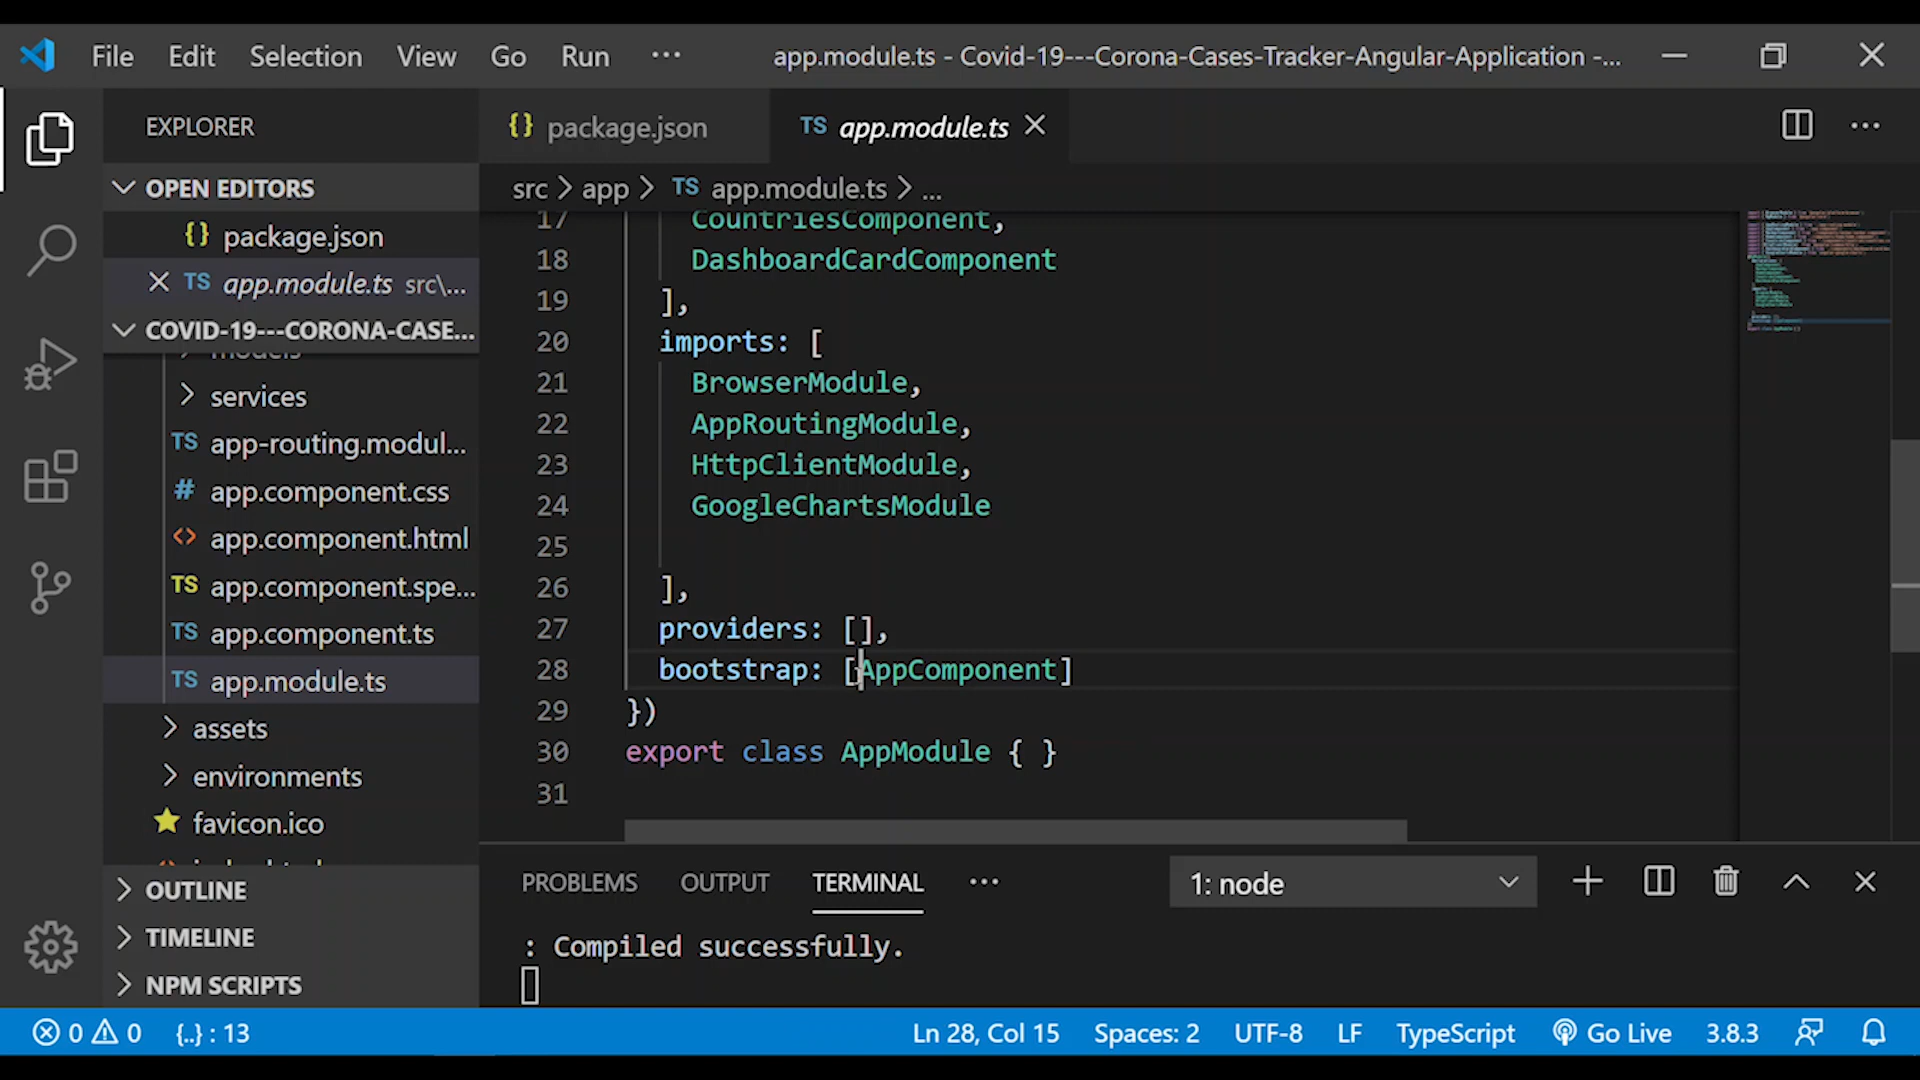 File Edit Selection View Go Run ··· app.module.ts - Covid-19---Corona-Cases-Tracker-Angular-Application -...
EXPLORER
{} package.json TS app.module.ts
OPEN EDITORS
{} package.json
TS app.module.ts src\...
COVID-19---CORONA-CASE...
models
services
TS app-routing.modul...
# app.component.css
<> app.component.html
TS app.component.spe...
TS app.component.ts
TS app.module.ts
assets
environments
favicon.ico
OUTLINE
TIMELINE
NPM SCRIPTS
src > app > TS app.module.ts > ...
17 CountriesComponent,
18 DashboardCardComponent
19 ],
20 imports: [
21 BrowserModule,
22 AppRoutingModule,
23 HttpClientModule,
24 GoogleChartsModule
25
26 ],
27 providers: [],
28 bootstrap: [AppComponent]
29 })
30 export class AppModule { }
31
PROBLEMS OUTPUT TERMINAL ··· 1: node
: Compiled successfully.
0 0 {..} : 13 Ln 28, Col 15 Spaces: 2 UTF-8 LF TypeScript Go Live 3.8.3